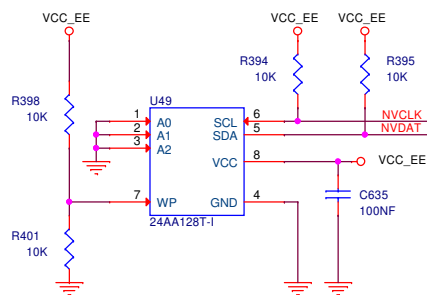 VCC_EE
VCC_EE
VCC_EE
R398
10K
R394
10K
R395
10K
U49
1
A0
2
A1
3
A2
7
WP
SCL
6
SDA
5
VCC
8
GND
4
24AA128T-I
NVCLK
NVDAT
VCC_EE
C635
100NF
R401
10K